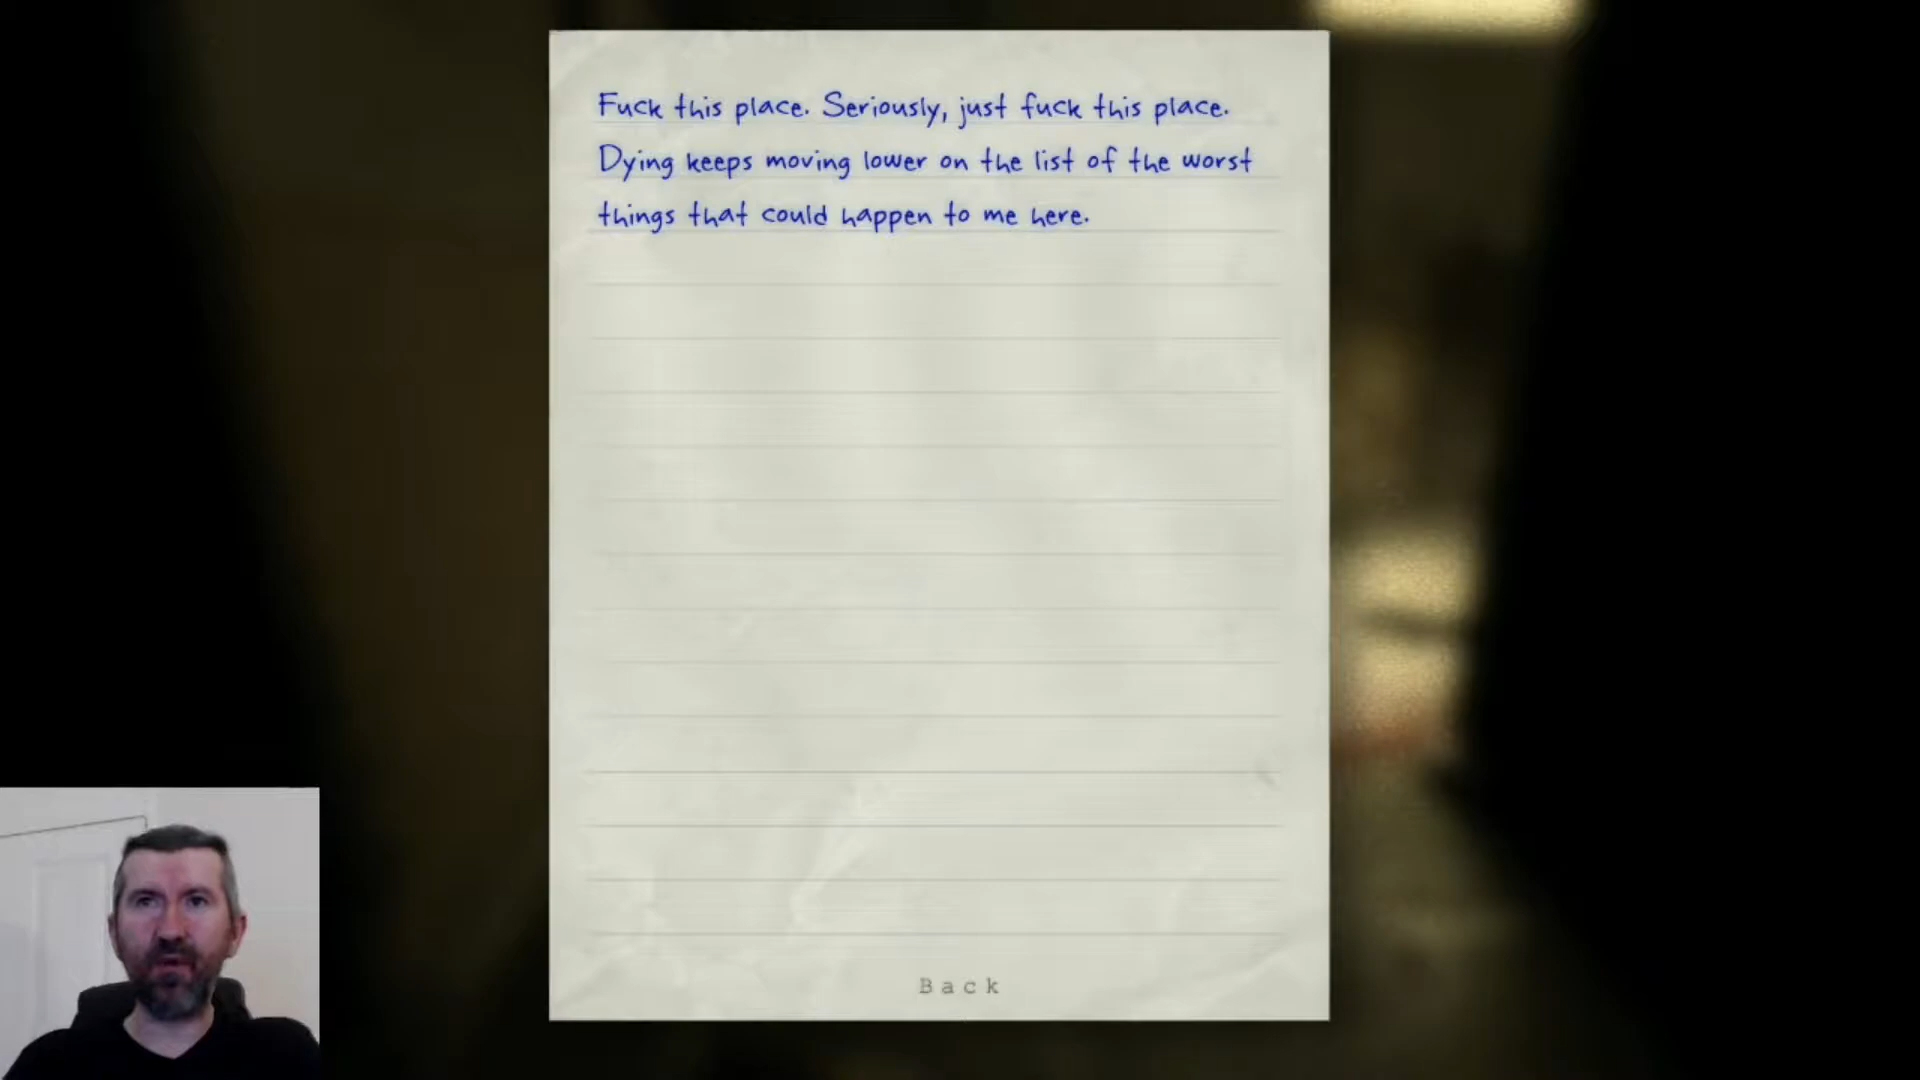 Fuck this place. Seriously, just fuck this place.
Dying keeps moving lower on the list of the worst
things that could happen to me here.
Back